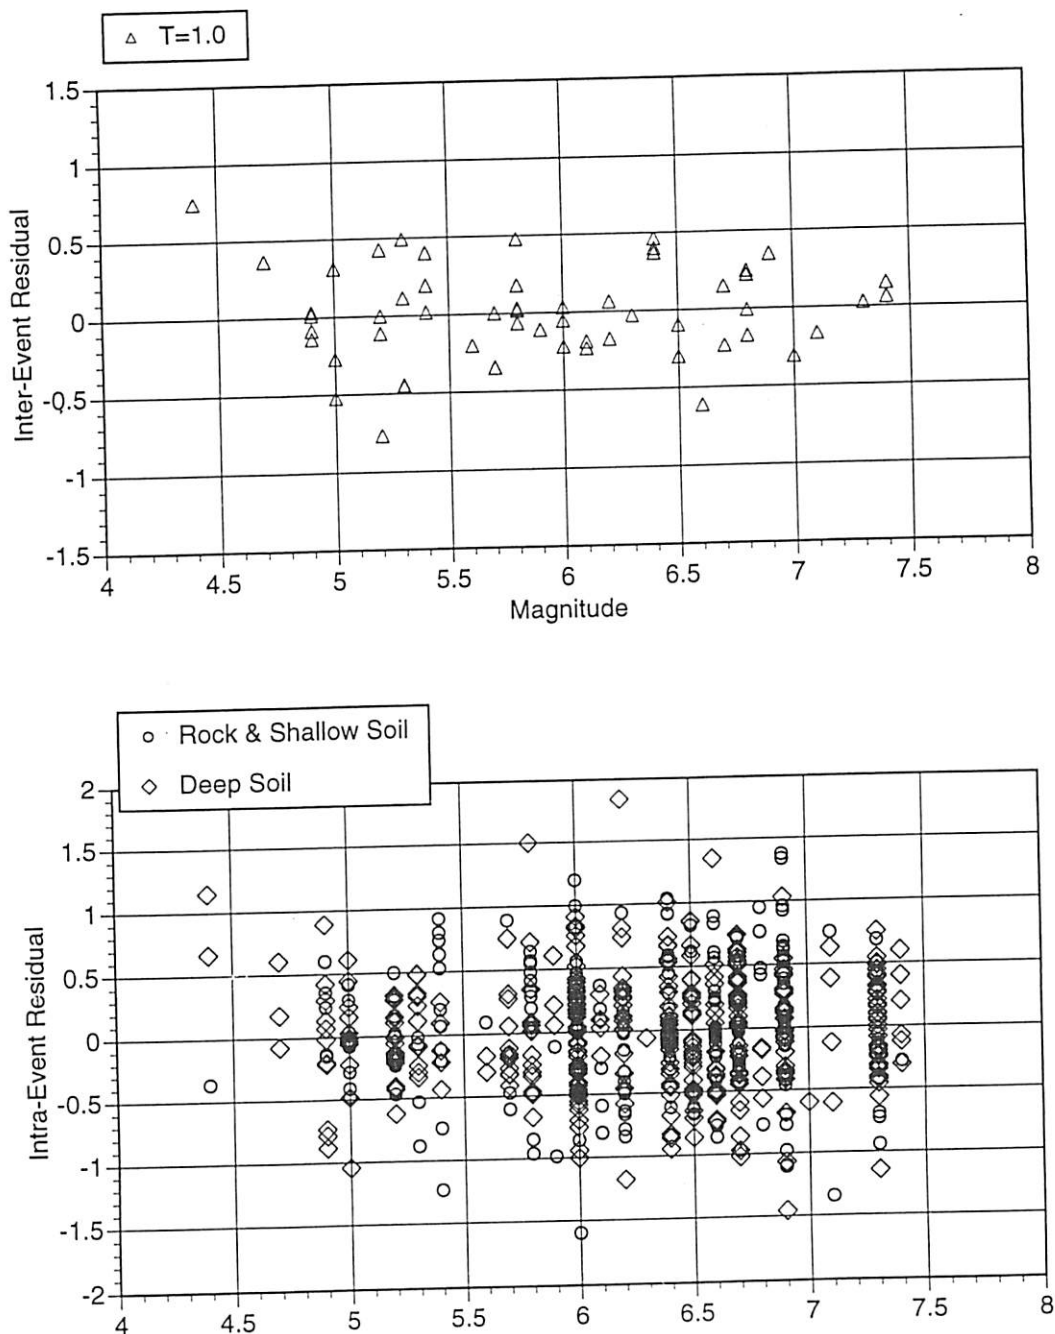 T=1.0
Inter-Event Residual
1.5
1
0.5
0
-0.5
-1
-1.5
4 4.5 5 5.5 6 6.5 7 7.5 8
Magnitude
Rock & Shallow Soil
Deep Soil
Intra-Event Residual
2
1.5
1
0.5
0
-0.5
-1
-1.5
-2
4 4.5 5 5.5 6 6.5 7 7.5 8